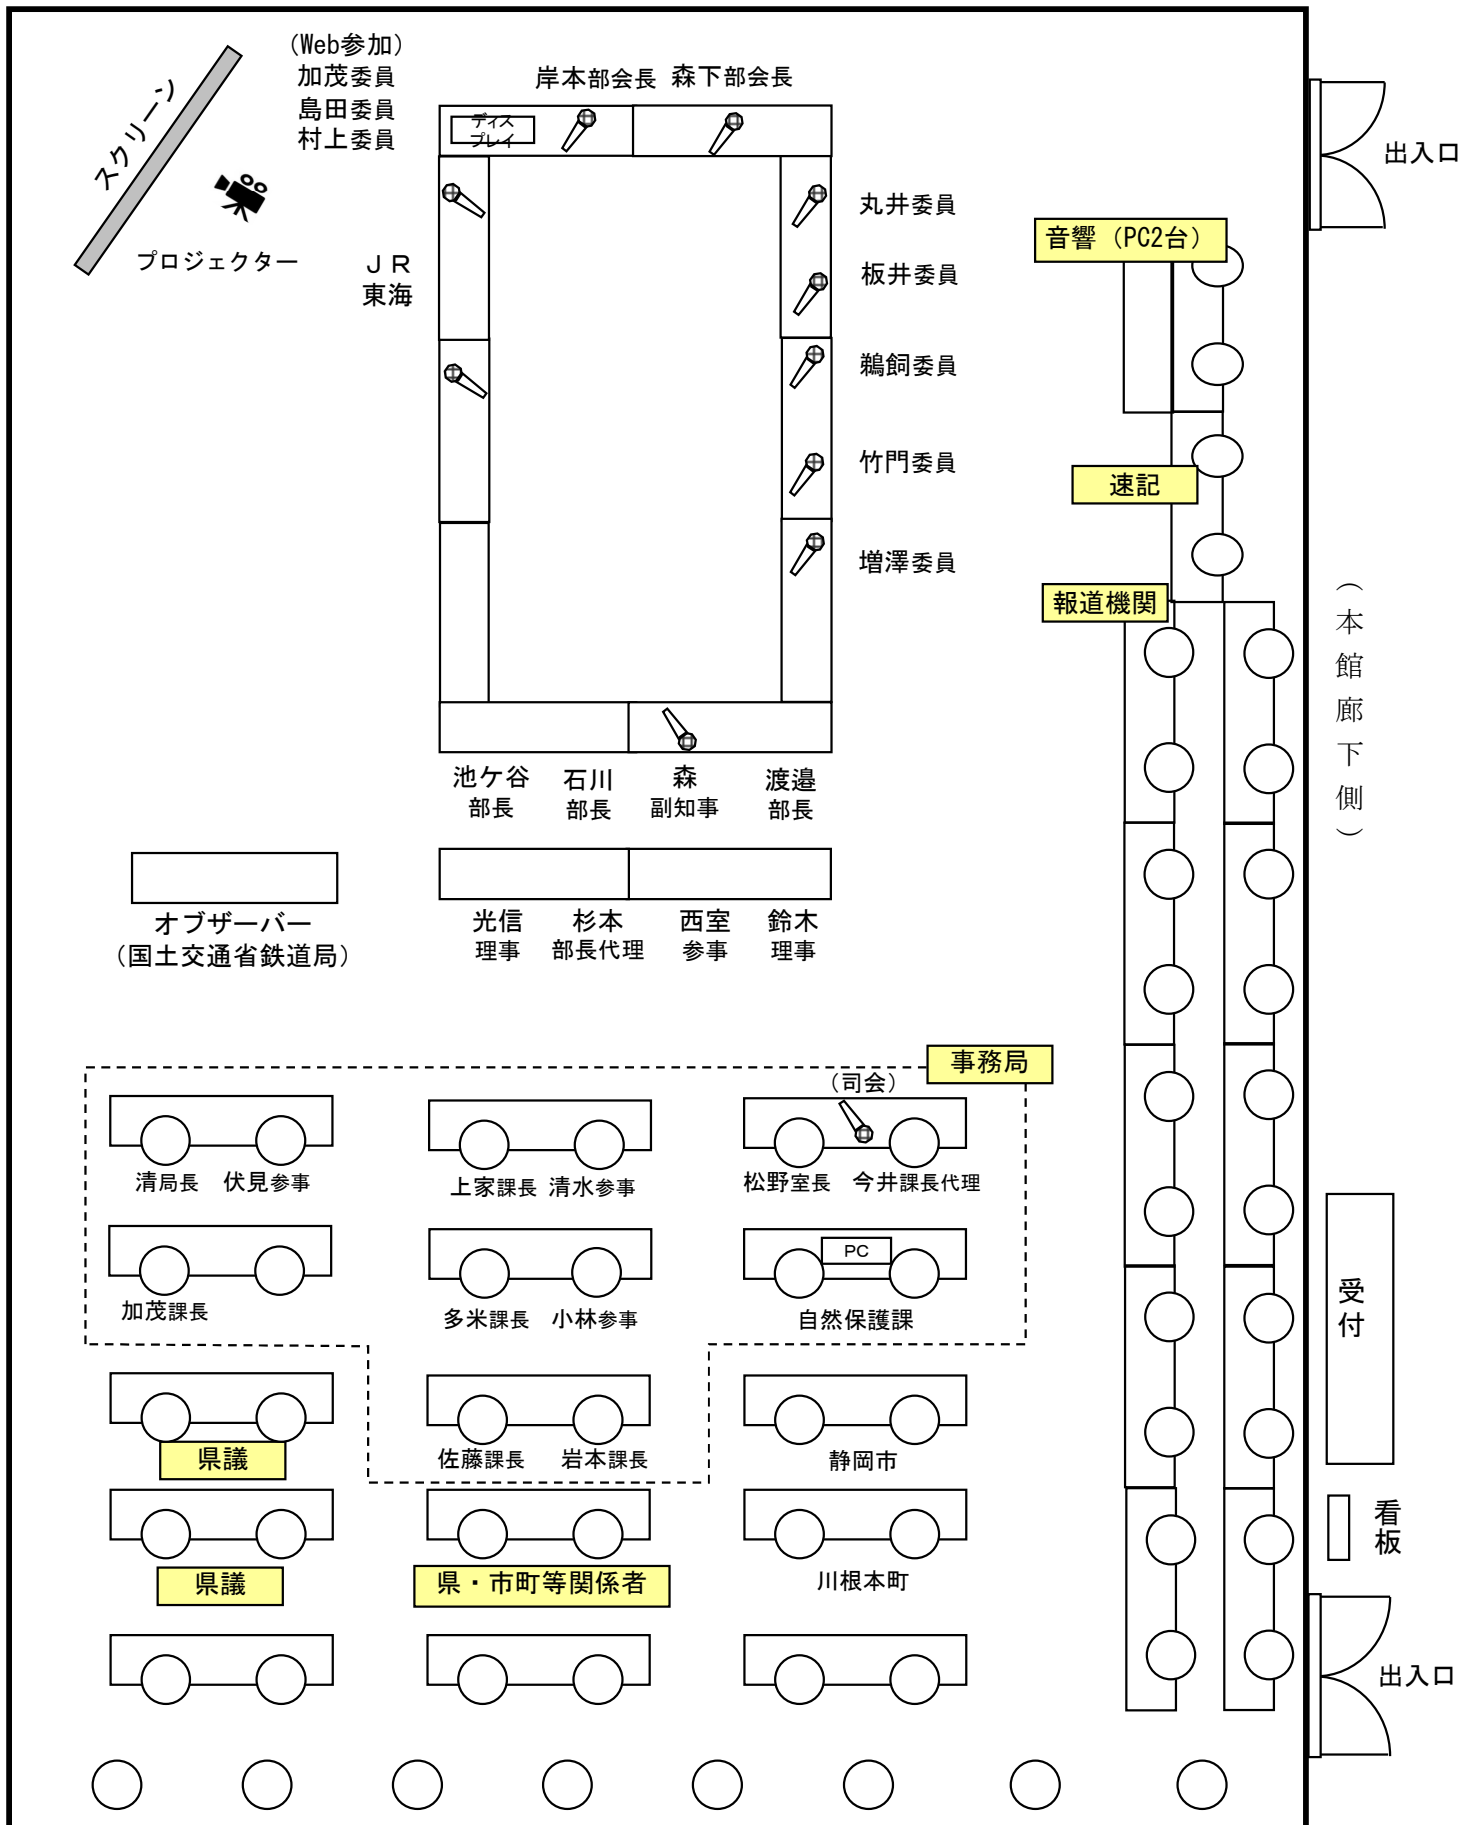 スクリーン
(Web参加)
加茂委員
島田委員
村上委員
プロジェクター
岸本部会長 森下部会長
ディス
プレイ
JR
東海
丸井委員
板井委員
鵜飼委員
竹門委員
増澤委員
音響(PC2台)
速記
報道機関
出入口
(本館廊下側)
池ケ谷
部長
石川
部長
森
副知事
渡邉
部長
オブザーバー
(国土交通省鉄道局)
光信
理事
杉本
部長代理
西室
参事
鈴木
理事
事務局
(司会)
清局長 伏見参事
上家課長 清水参事
松野室長 今井課長代理
加茂課長
多米課長 小林参事
PC
自然保護課
県議
佐藤課長 岩本課長
静岡市
県議
県・市町等関係者
川根本町
受付
看板
出入口